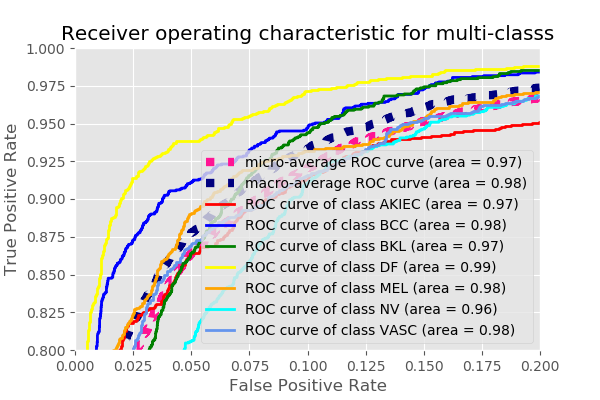 Receiver operating characteristic for multi-classs
1.000
0.975
0.950
0.925
0.900
0.875
0.850
0.825
0.800
True Positive Rate
micro-average ROC curve (area = 0.97)
macro-average ROC curve (area = 0.98)
ROC curve of class AKIEC (area = 0.97)
ROC curve of class BCC (area = 0.98)
ROC curve of class BKL (area = 0.97)
ROC curve of class DF (area = 0.99)
ROC curve of class MEL (area = 0.98)
ROC curve of class NV (area = 0.96)
ROC curve of class VASC (area = 0.98)
0.000 0.025 0.050 0.075 0.100 0.125 0.150 0.175 0.200
False Positive Rate